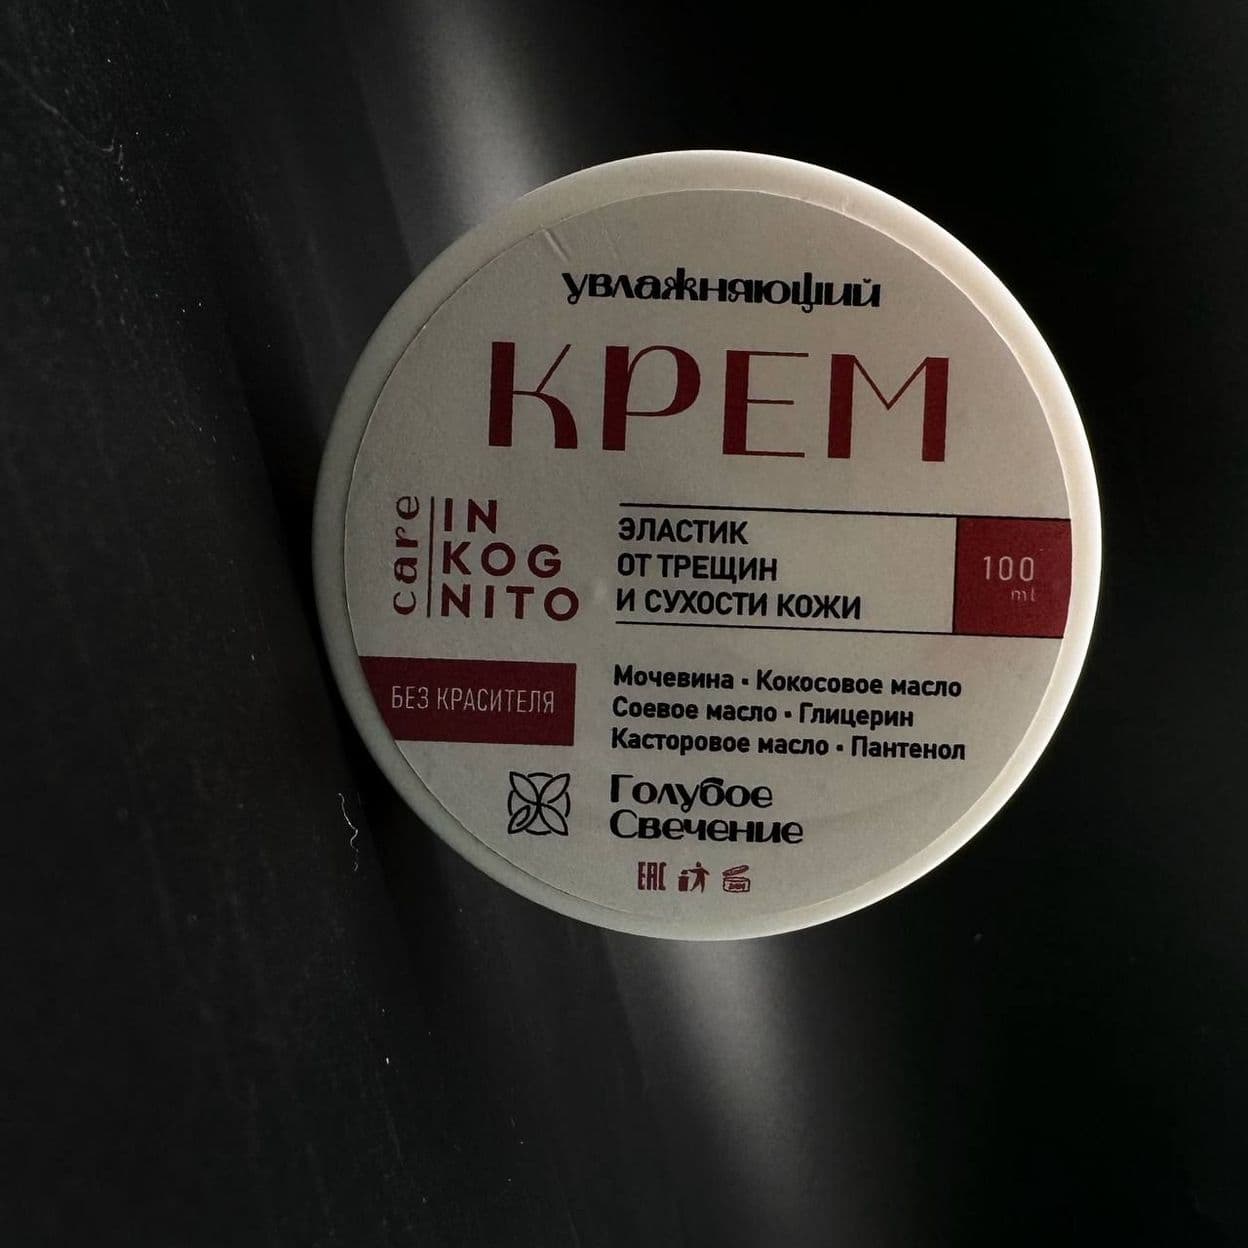 увлажняющий
КРЕМ
care
IN
KOG
NITO
ЭЛАСТИК
ОТ ТРЕЩИН
И СУХОСТИ КОЖИ
100
ml
БЕЗ КРАСИТЕЛЯ
Мочевина • Кокосовое масло
Соевое масло • Глицерин
Касторовое масло • Пантенол
Голубое
Свечение
EAC